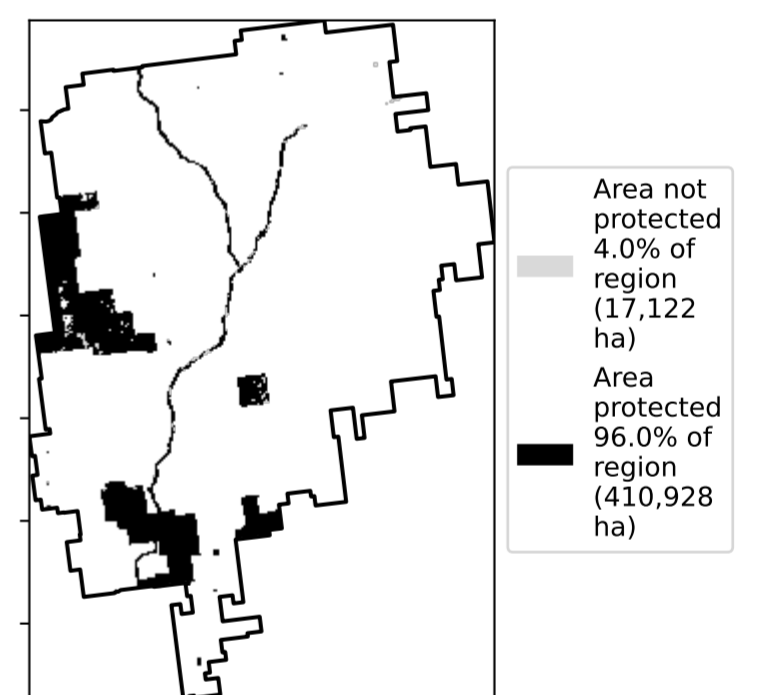 Area not
protected
4.0% of
region
(17,122
ha)
Area
protected
96.0% of
region
(410,928
ha)